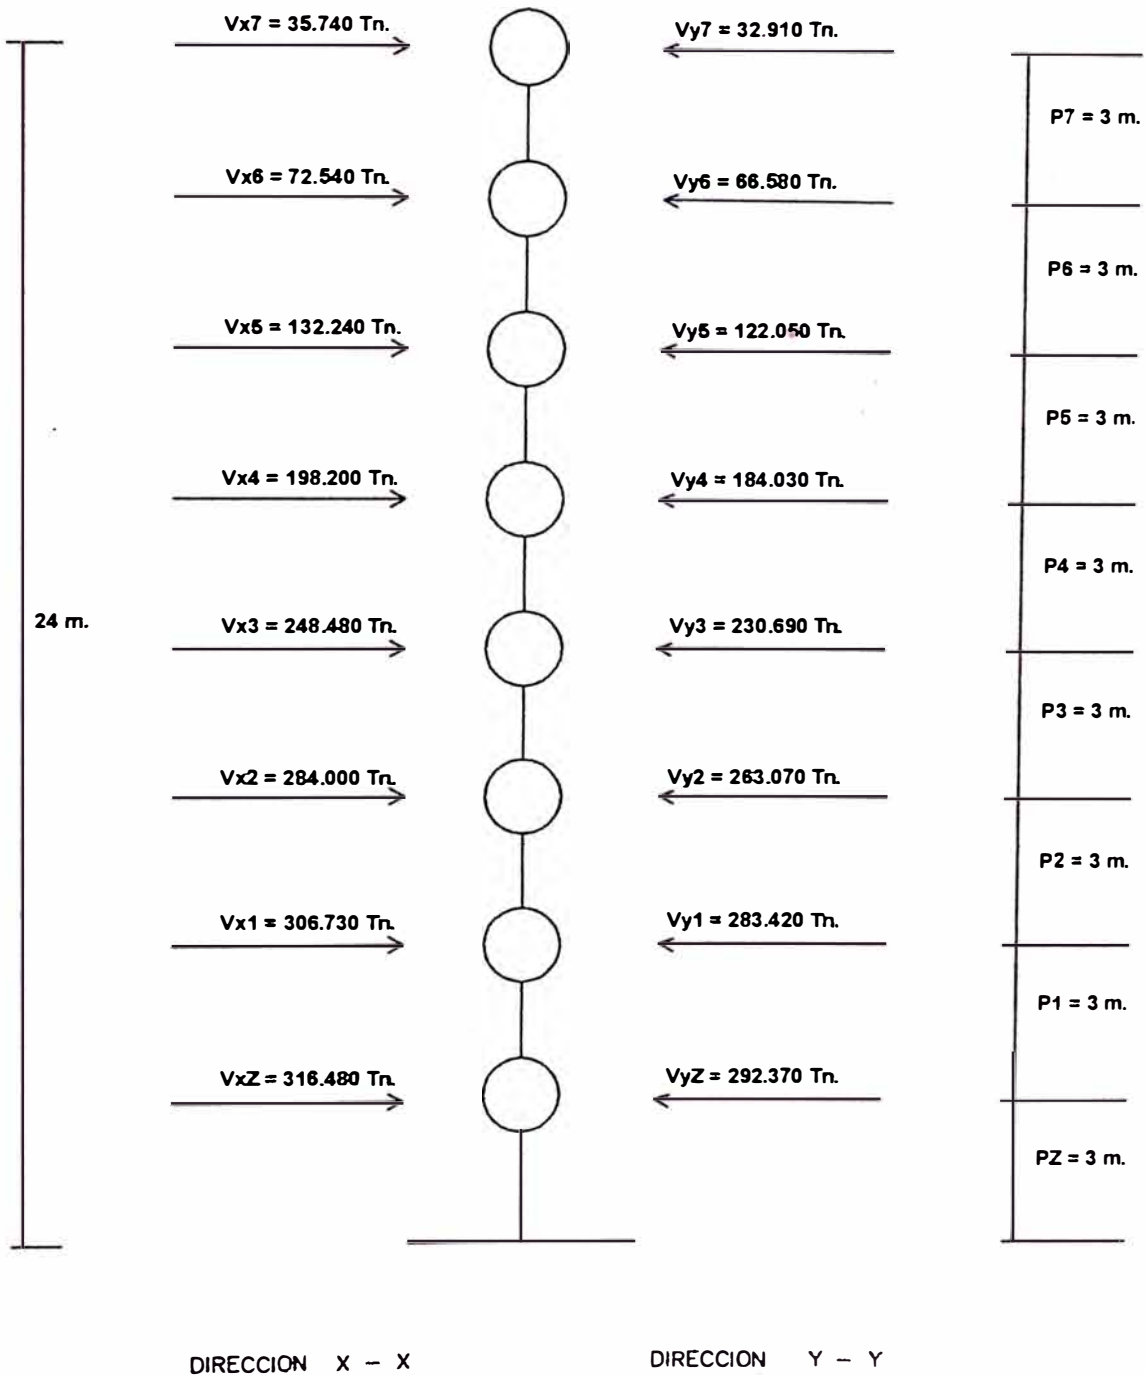 Vx7 = 35.740 Tn.
Vy7 = 32.910 Tn.
P7 = 3 m.
Vx6 = 72.540 Tn.
Vy6 = 66.580 Tn.
P6 = 3 m.
Vx5 = 132.240 Tn.
Vy5 = 122.050 Tn.
P5 = 3 m.
Vx4 = 198.200 Tn.
Vy4 = 184.030 Tn.
P4 = 3 m.
24 m.
Vx3 = 248.480 Tn.
Vy3 = 230.690 Tn.
P3 = 3 m.
Vx2 = 284.000 Tn.
Vy2 = 263.070 Tn.
P2 = 3 m.
Vx1 = 306.730 Tn.
Vy1 = 283.420 Tn.
P1 = 3 m.
VxZ = 316.480 Tn.
VyZ = 292.370 Tn.
PZ = 3 m.
DIRECCION X - X
DIRECCION Y - Y